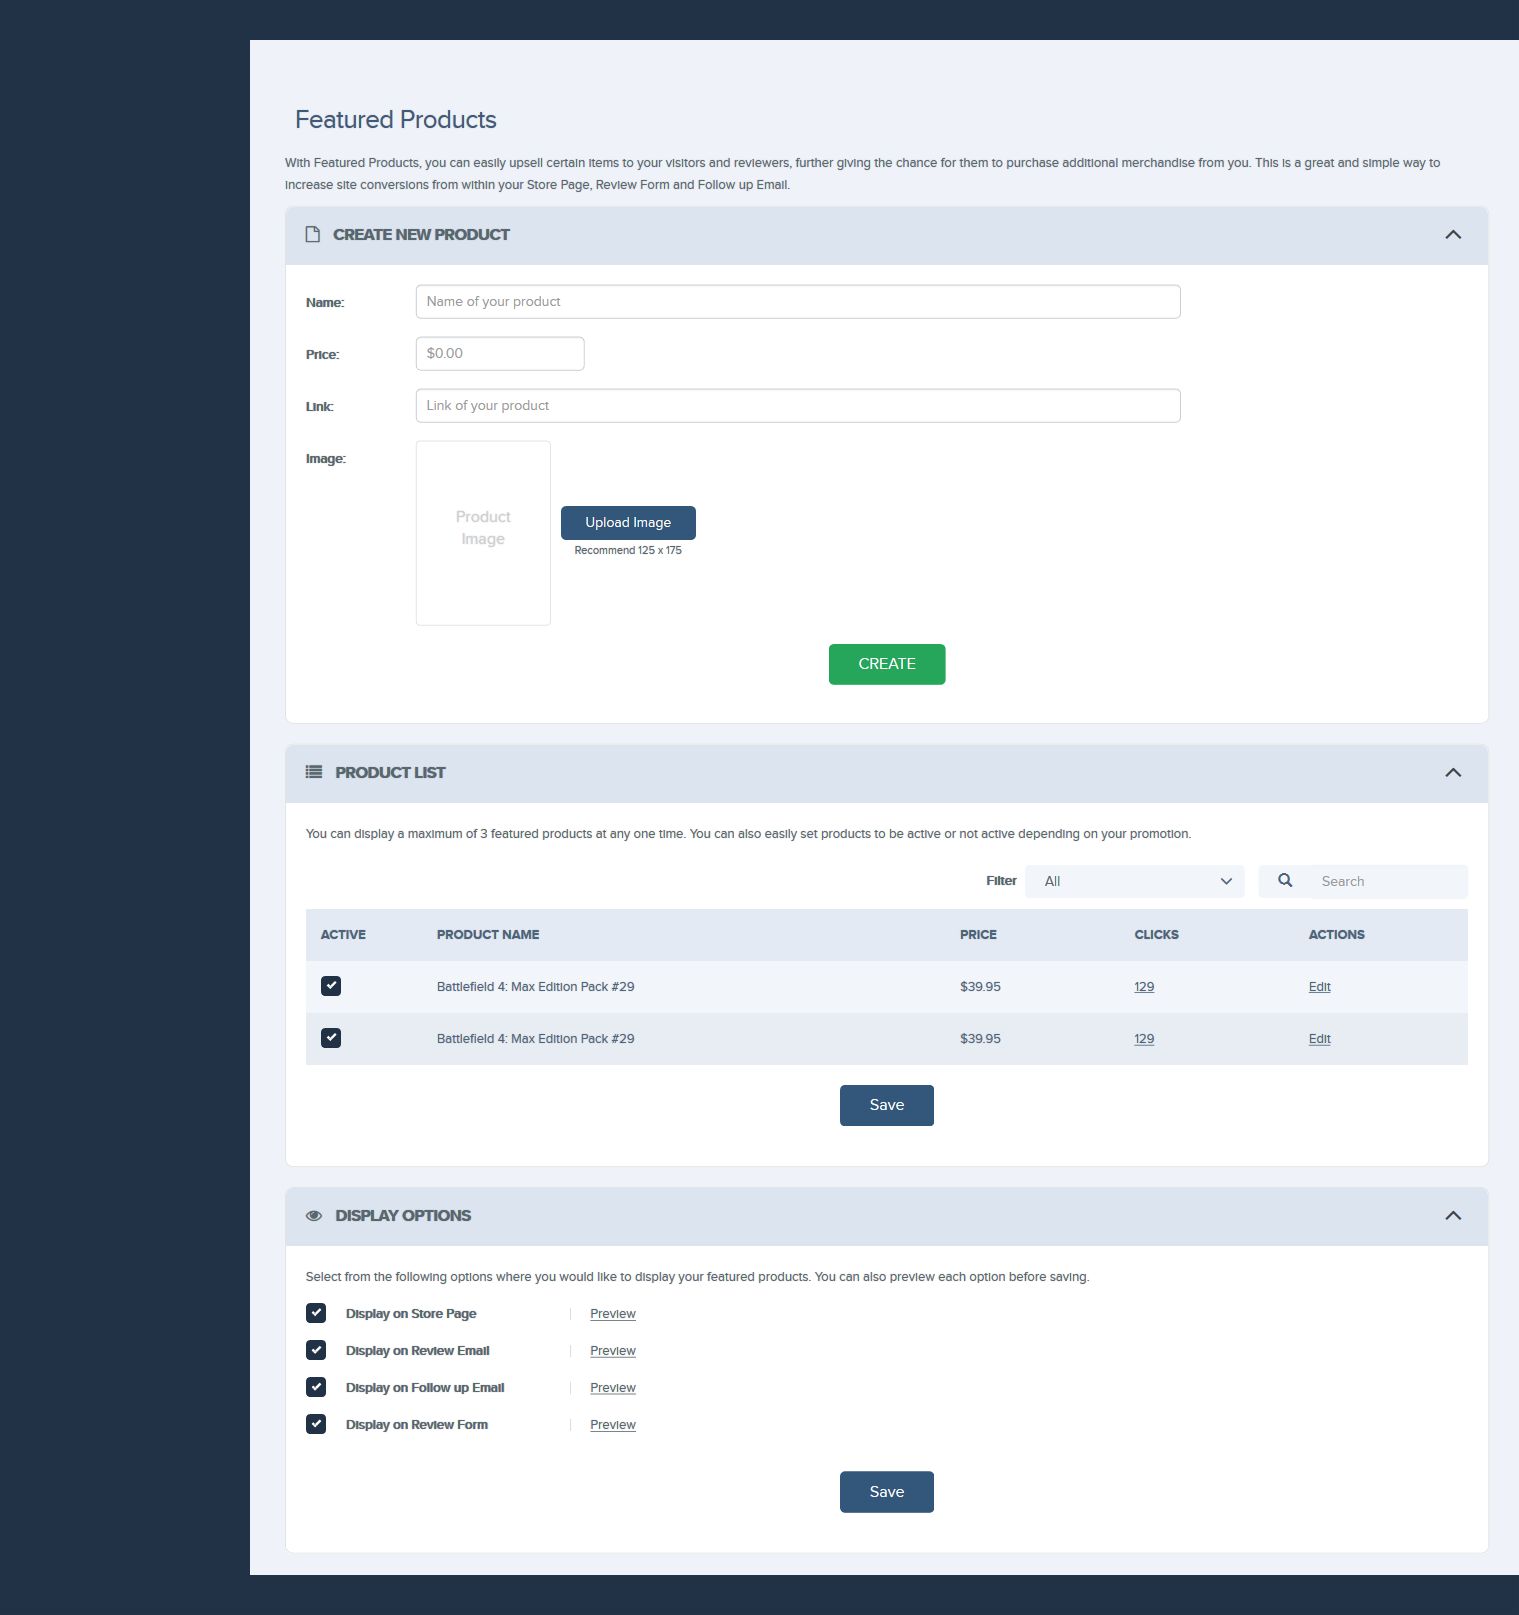 Featured Products
With Featured Products, you can easily upsell certain items to your visitors and reviewers, further giving the chance for them to purchase additional merchandise from you. This is a great and simple way to
increase site conversions from within your Store Page, Review Form and Follow up Email.
CREATE NEW PRODUCT
Name: Name of your product
Price: $0.00
Link: Link of your product
Image:
Product
Image
Upload Image
Recommend 125 x 175
CREATE
PRODUCT LIST
You can display a maximum of 3 featured products at any one time. You can also easily set products to be active or not active depending on your promotion.
Filter All Search
ACTIVE PRODUCT NAME PRICE CLICKS ACTIONS
Battlefield 4: Max Edition Pack #29 $39.95 129 Edit
Battlefield 4: Max Edition Pack #29 $39.95 129 Edit
Save
DISPLAY OPTIONS
Select from the following options where you would like to display your featured products. You can also preview each option before saving.
Display on Store Page | Preview
Display on Review Email | Preview
Display on Follow up Email | Preview
Display on Review Form | Preview
Save